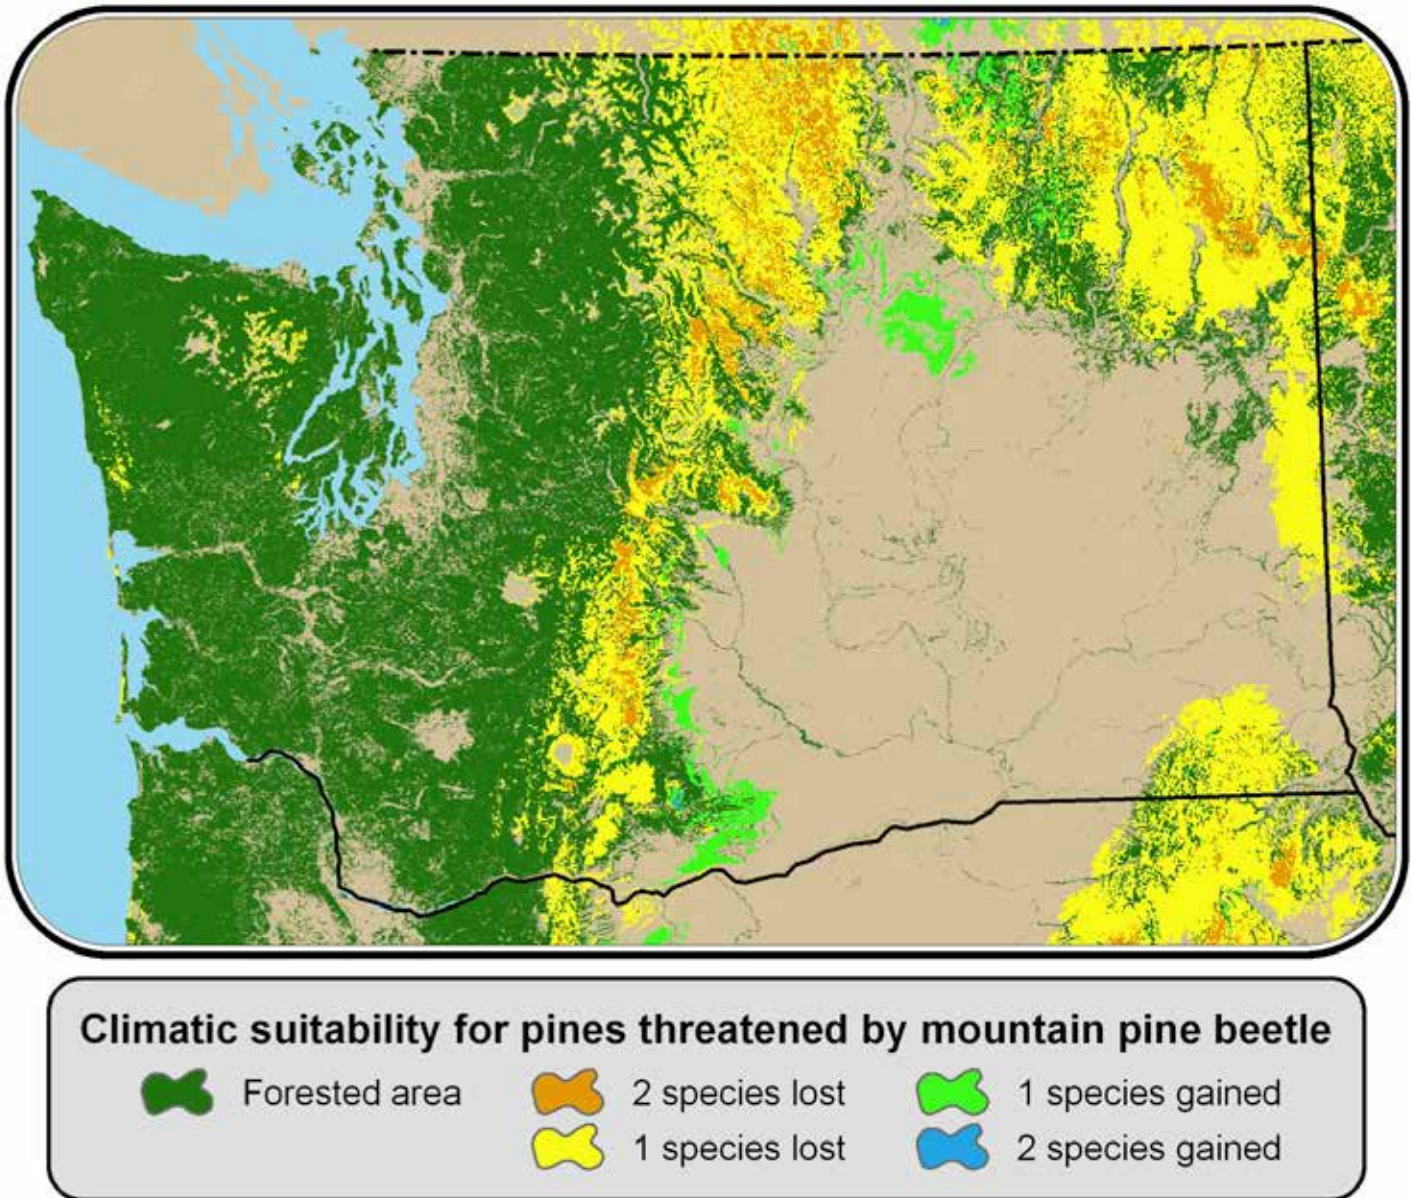 Climatic suitability for pines threatened by mountain pine beetle
Forested area
2 species lost
1 species gained
1 species lost
2 species gained